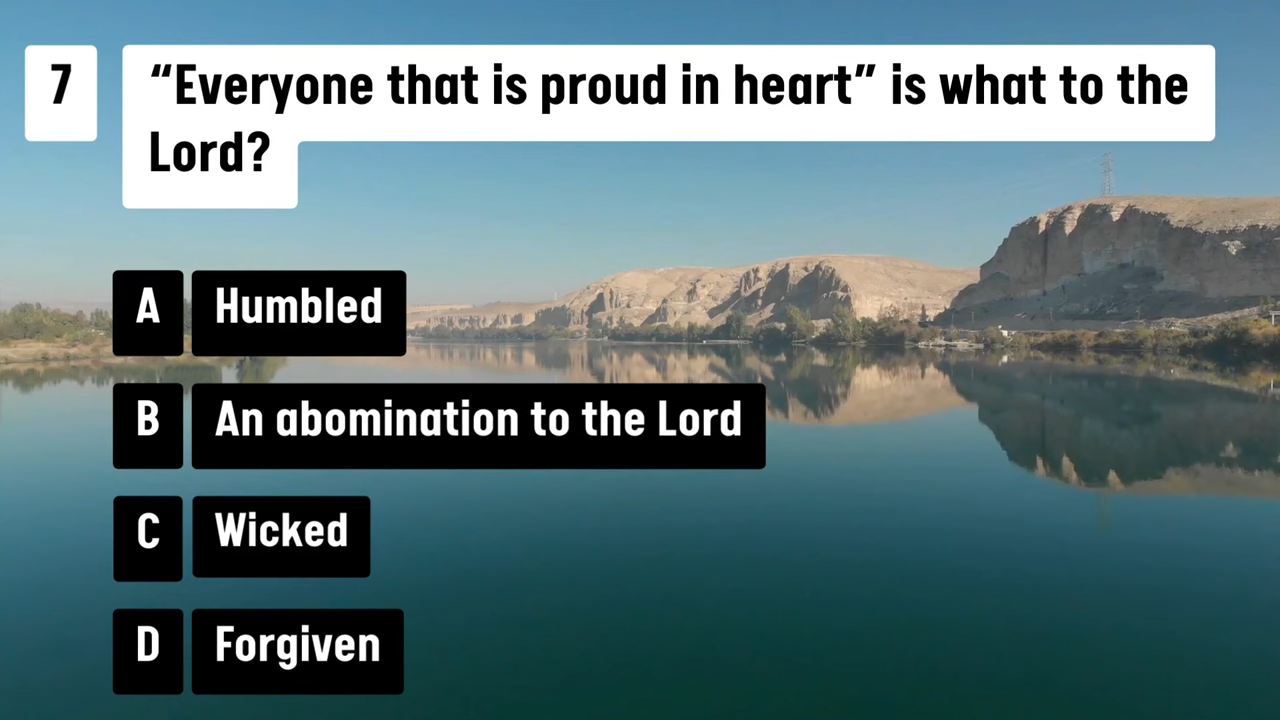 7
“Everyone that is proud in heart” is what to the
Lord?
A Humbled
B An abomination to the Lord
C Wicked
D Forgiven